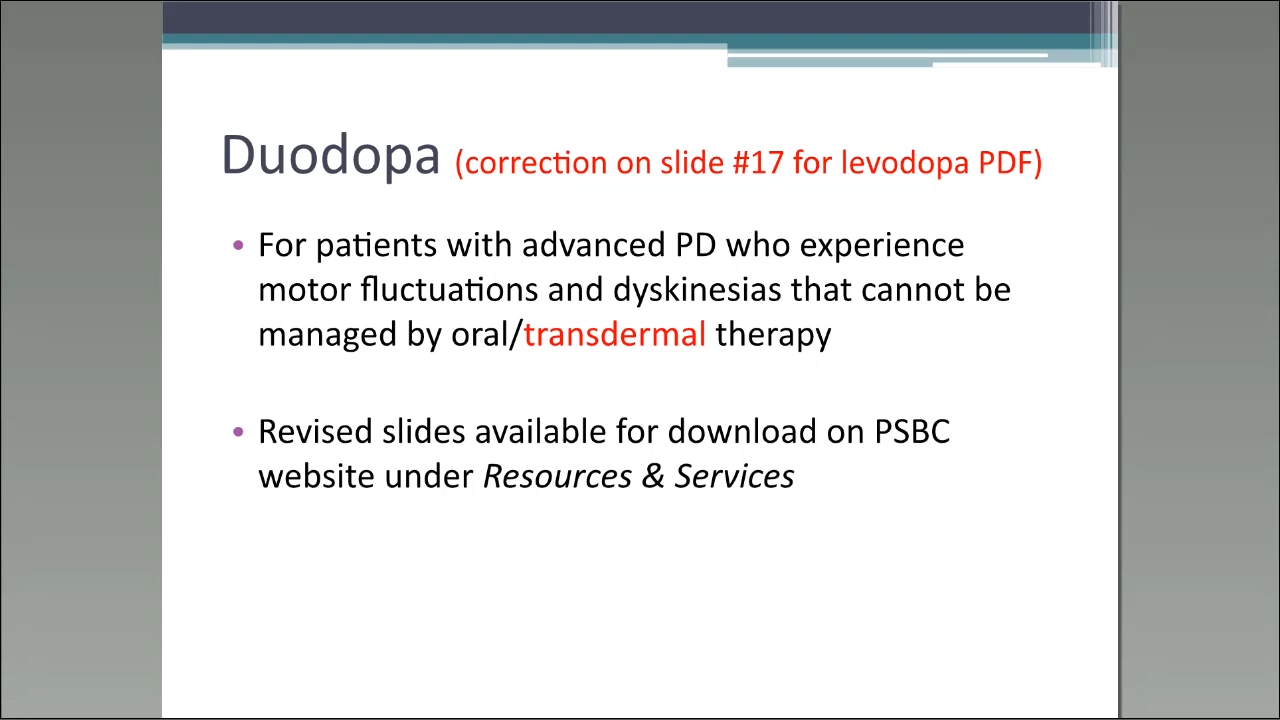 Duodopa (correction on slide #17 for levodopa PDF)
• For patients with advanced PD who experience
motor fluctuations and dyskinesias that cannot be
managed by oral/transdermal therapy
• Revised slides available for download on PSBC
website under Resources & Services